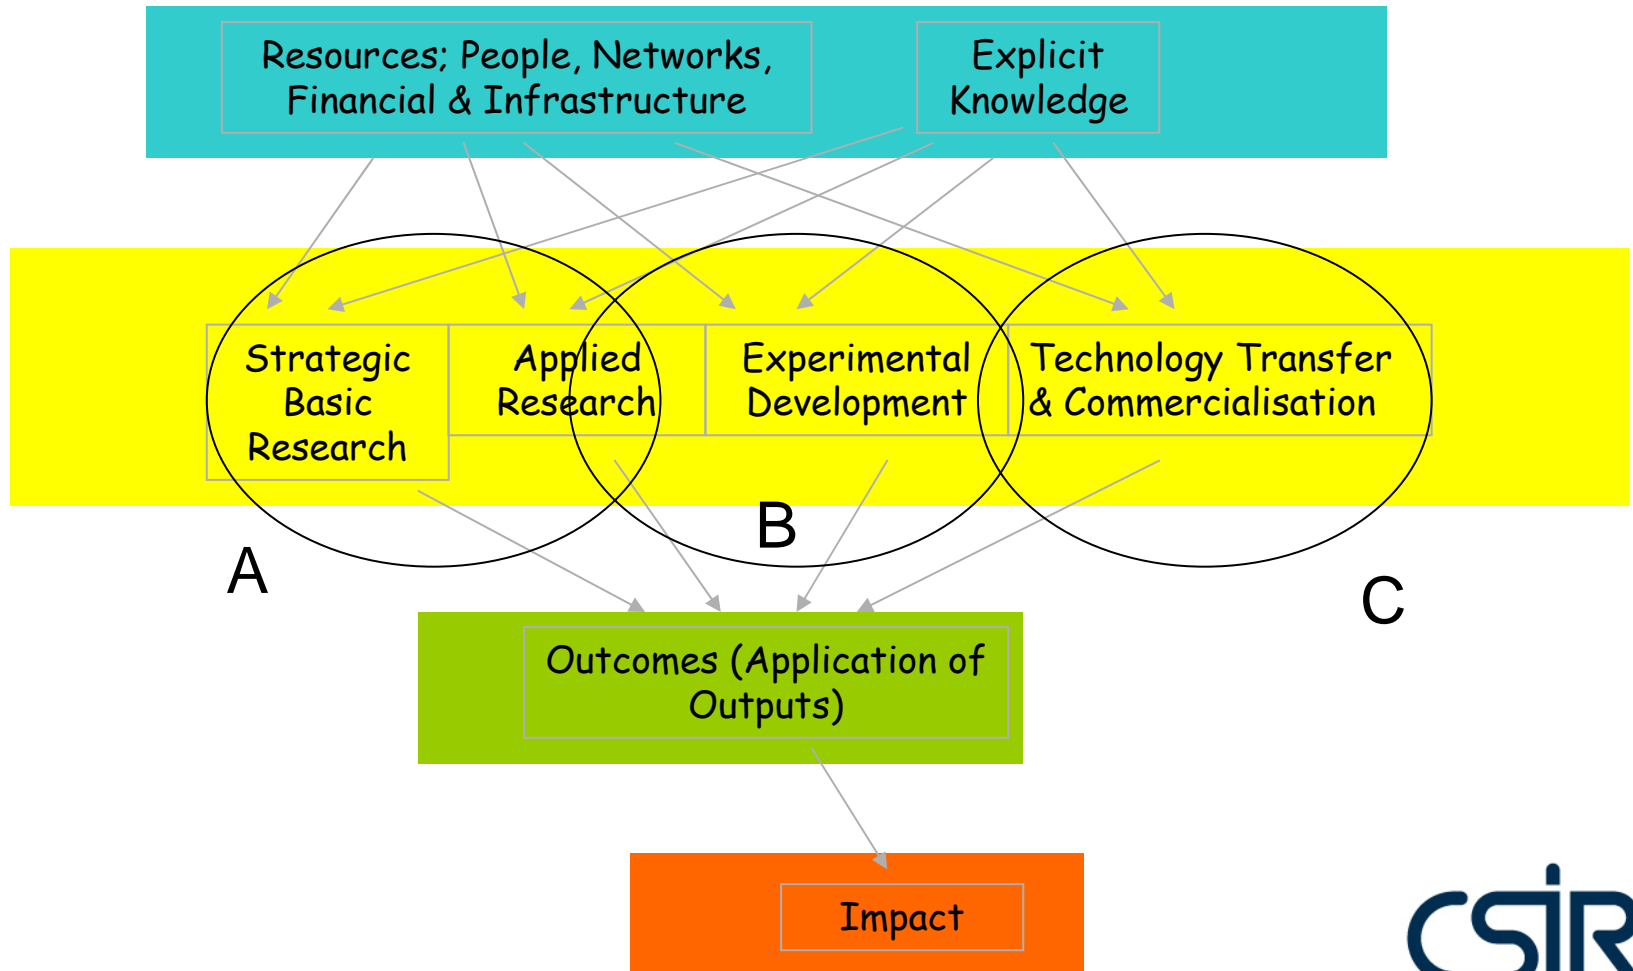 Resources; People, Networks,
Financial & Infrastructure
Explicit
Knowledge
Strategic
Basic
Research
Applied
Research
Experimental
Development
Technology Transfer
& Commercialisation
A
B
C
Outcomes (Application of
Outputs)
Impact
CSIR